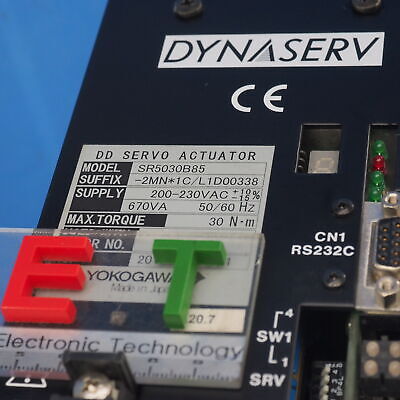 DYNASERV
CE
DD SERVO ACTUATOR
MODEL SR5030B85
SUFFIX -2MN*1C/L1D00338
SUPPLY 200-230VAC +10% -15%
670VA 50/60 Hz
MAX.TORQUE 30 N-m
NO.
20
YOKOGAWA
Made in Japan
20.7
E T
Electronic Technology
CN1
RS232C
4
SW1
1
SRV